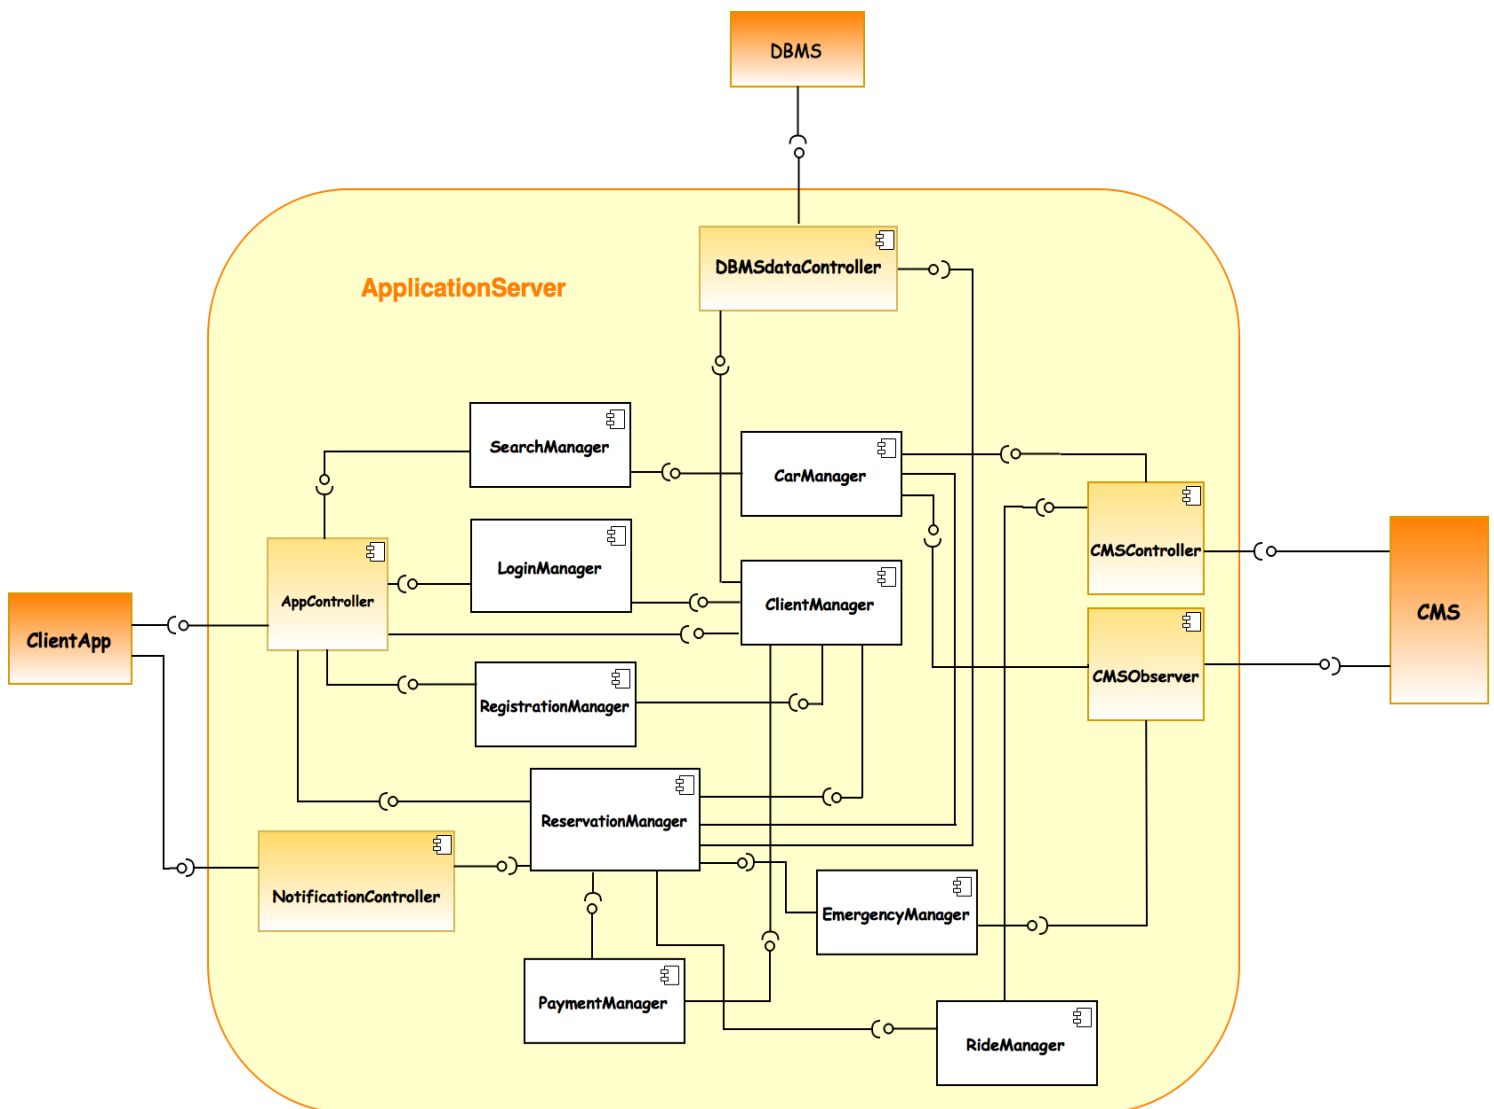 DBMS
DBMSdataController
ApplicationServer
SearchManager
CarManager
LoginManager
CMSController
AppController
ClientManager
CMS
ClientApp
CMSObserver
RegistrationManager
ReservationManager
NotificationController
EmergencyManager
PaymentManager
RideManager